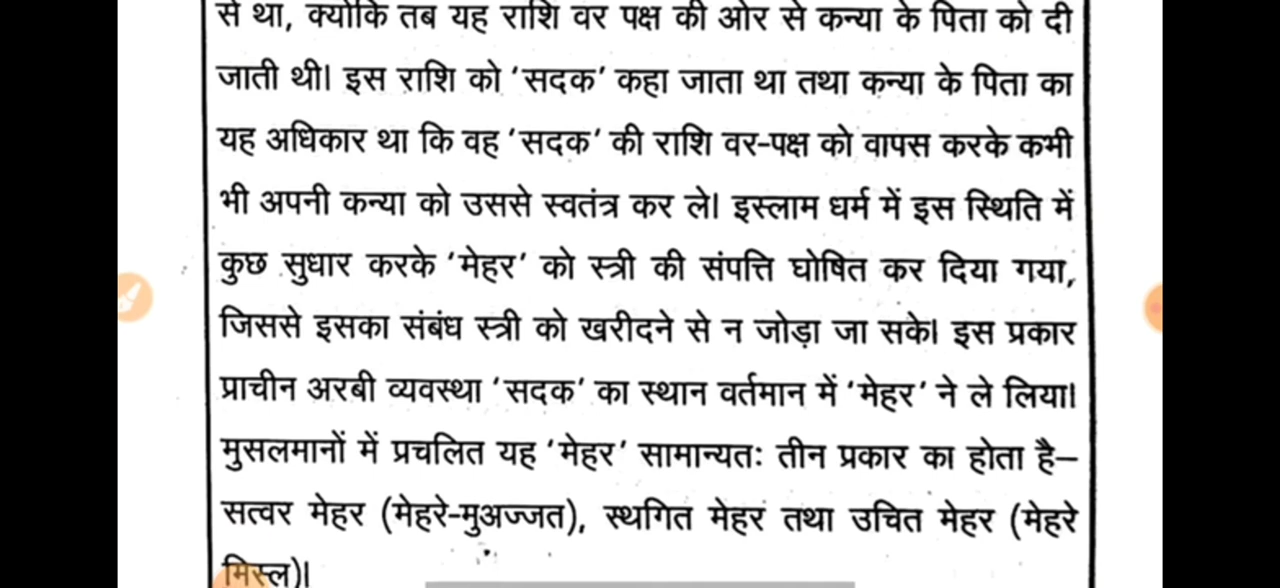 से था, क्योंकि तब यह राशि वर पक्ष की ओर से कन्या के पिता को दी
जाती थी। इस राशि को 'सदक' कहा जाता था तथा कन्या के पिता का
यह अधिकार था कि वह 'सदक' की राशि वर-पक्ष को वापस करके कभी
भी अपनी कन्या को उससे स्वतंत्र कर ले। इस्लाम धर्म में इस स्थिति में
कुछ सुधार करके 'मेहर' को स्त्री की संपत्ति घोषित कर दिया गया,
जिससे इसका संबंध स्त्री को खरीदने से न जोड़ा जा सके। इस प्रकार
प्राचीन अरबी व्यवस्था 'सदक' का स्थान वर्तमान में 'मेहर' ने ले लिया।
मुसलमानों में प्रचलित यह 'मेहर' सामान्यतः तीन प्रकार का होता है–
सत्वर मेहर (मेहरे-मुअज्जत), स्थगित मेहर तथा उचित मेहर (मेहरे
मिस्ल)।